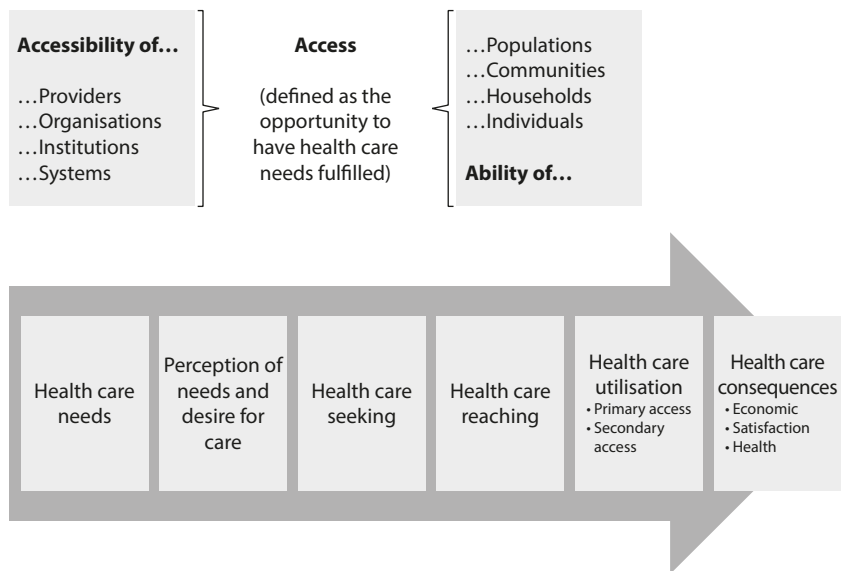 Accessibility of…
…Providers
…Organisations
…Institutions
…Systems
Access
(defined as the
opportunity to
have health care
needs fulfilled)
…Populations
…Communities
…Households
…Individuals
Ability of…
Health care
needs
Perception of
needs and
desire for
care
Health care
seeking
Health care
reaching
Health care
utilisation
• Primary access
• Secondary
access
Health care
consequences
• Economic
• Satisfaction
• Health